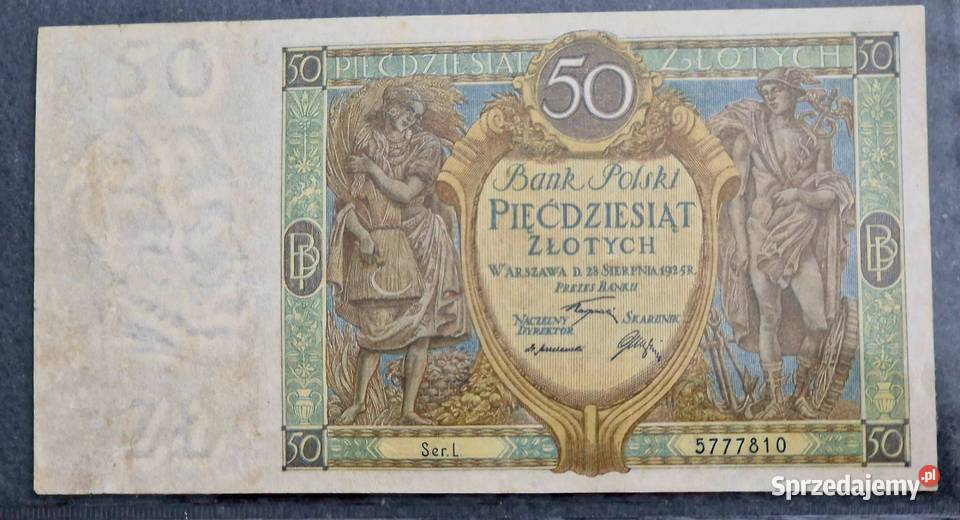 50 PIĘĆDZIESIĄT 50 ZŁOTYCH 50
Bank Polski
PIĘĆDZIESIĄT
ZŁOTYCH
WARSZAWA D. 28 SIERPNIA 1925 R.
PREZES BANKU
NACZELNY DYREKTOR
SKARBNIK
BP BP
50 Ser. L. 5777810 50
Sprzedajemy.pl